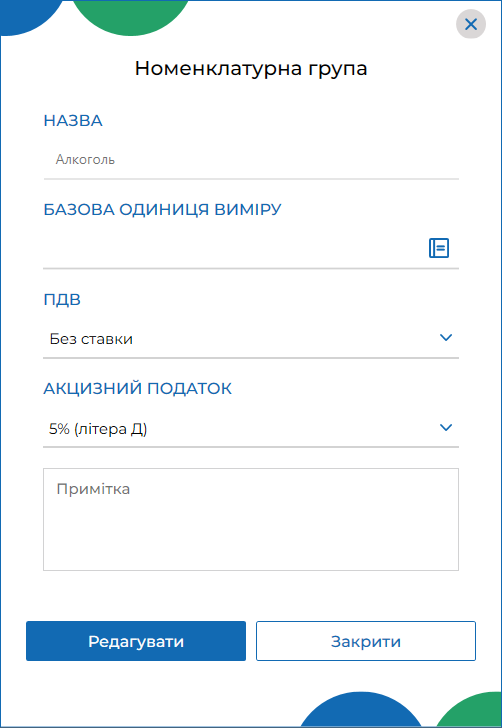 Номенклатурна група
НАЗВА
Алкоголь
БАЗОВА ОДИНИЦЯ ВИМІРУ
ПДВ
Без ставки
АКЦИЗНИЙ ПОДАТОК
5% (літера Д)
Примітка
Редагувати
Закрити